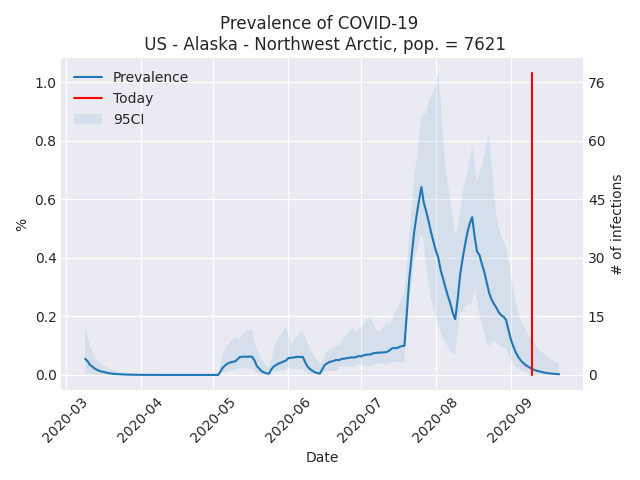 Prevalence of COVID-19
US - Alaska - Northwest Arctic, pop. = 7621
Prevalence
Today
95CI
1.0
0.8
0.6
0.4
0.2
0.0
%
76
60
45
30
15
0
# of infections
2020-03
2020-04
2020-05
2020-06
2020-07
2020-08
2020-09
Date